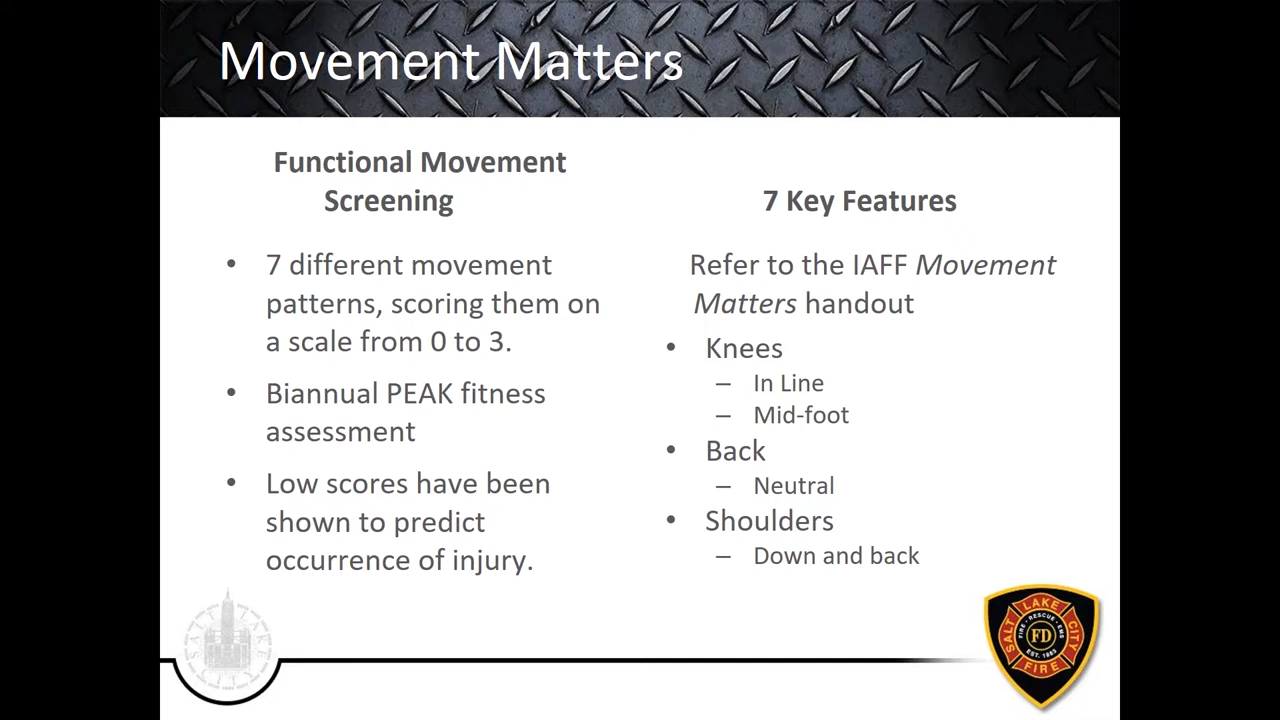 Movement Matters
Functional Movement
Screening
• 7 different movement
patterns, scoring them on
a scale from 0 to 3.
• Biannual PEAK fitness
assessment
• Low scores have been
shown to predict
occurrence of injury.
7 Key Features
Refer to the IAFF Movement
Matters handout
• Knees
– In Line
– Mid-foot
• Back
– Neutral
• Shoulders
– Down and back
SALT LAKE
CITY
SALT LAKE CITY
FIRE • RESCUE • EMS
FD
EST. 1883
FIRE